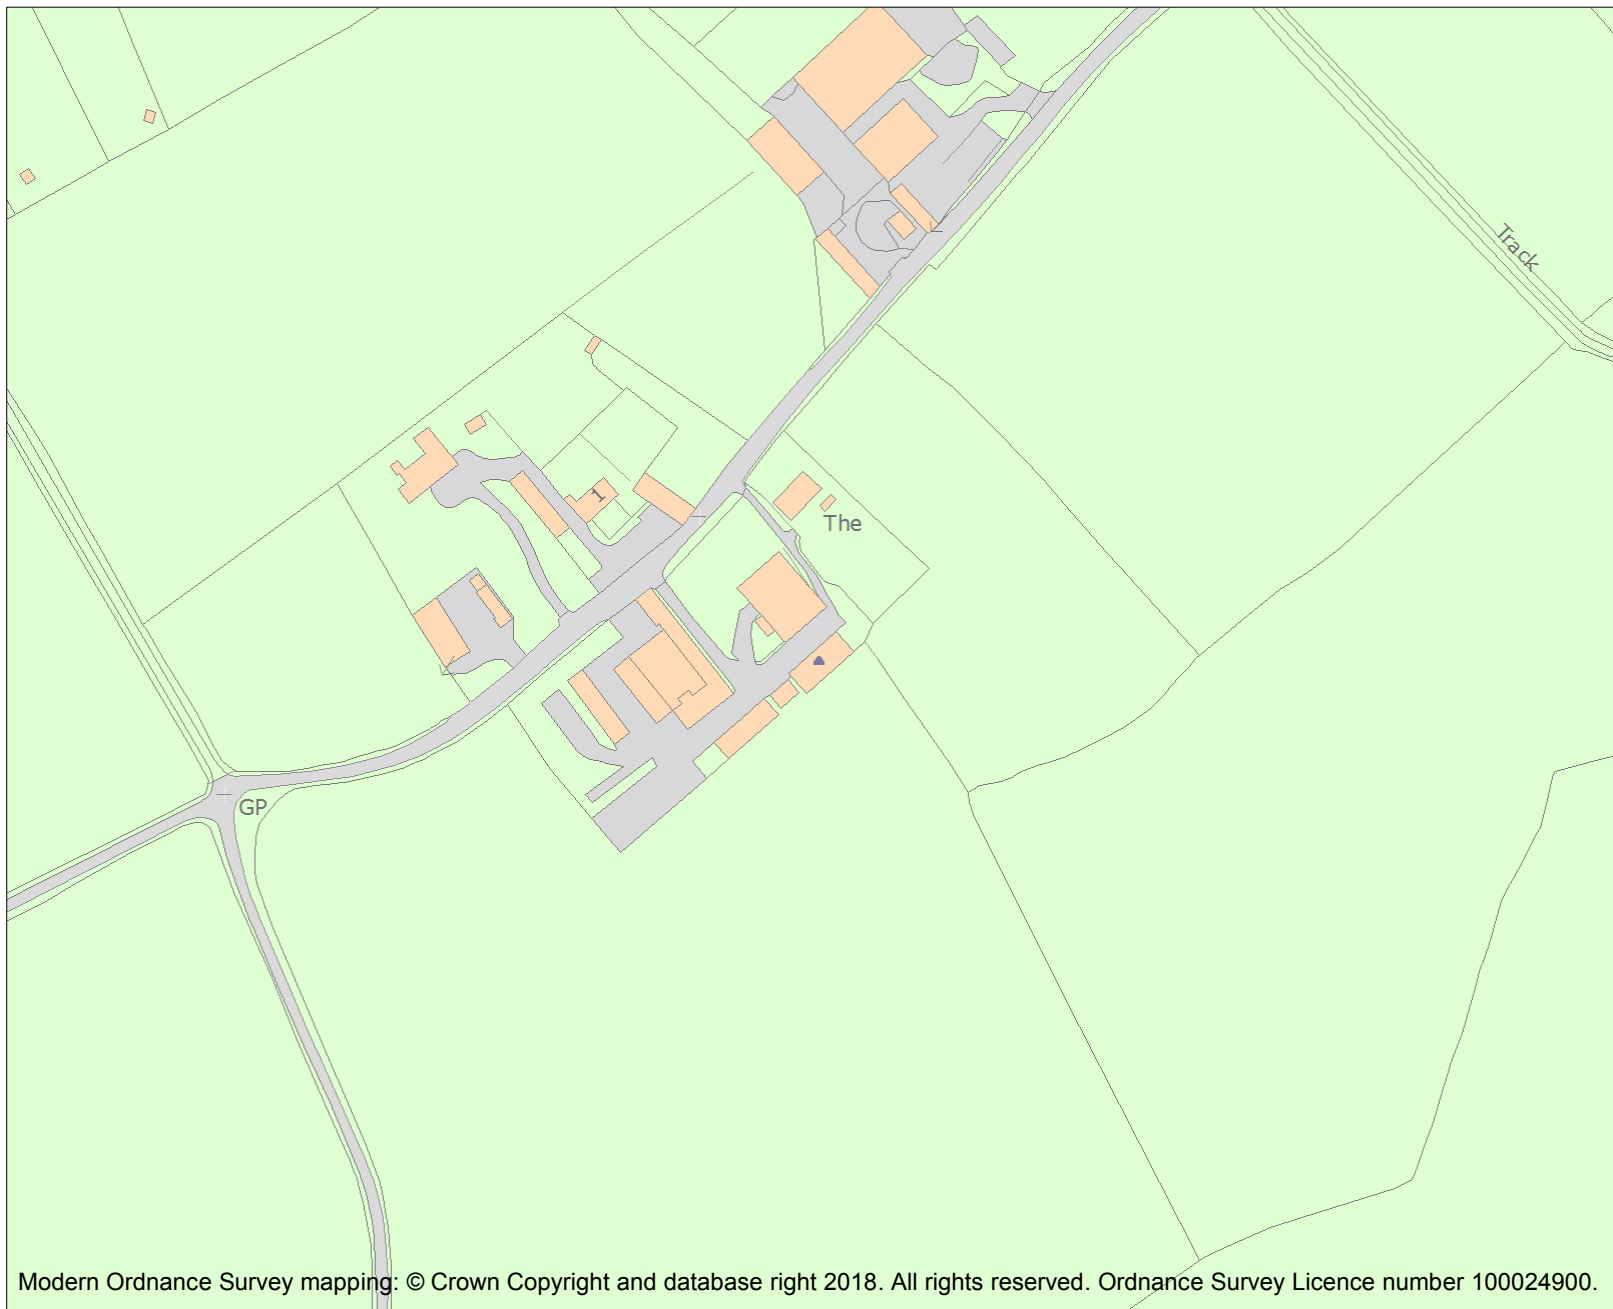 Track
1
The
GP
Modern Ordnance Survey mapping: © Crown Copyright and database right 2018. All rights reserved. Ordnance Survey Licence number 100024900.